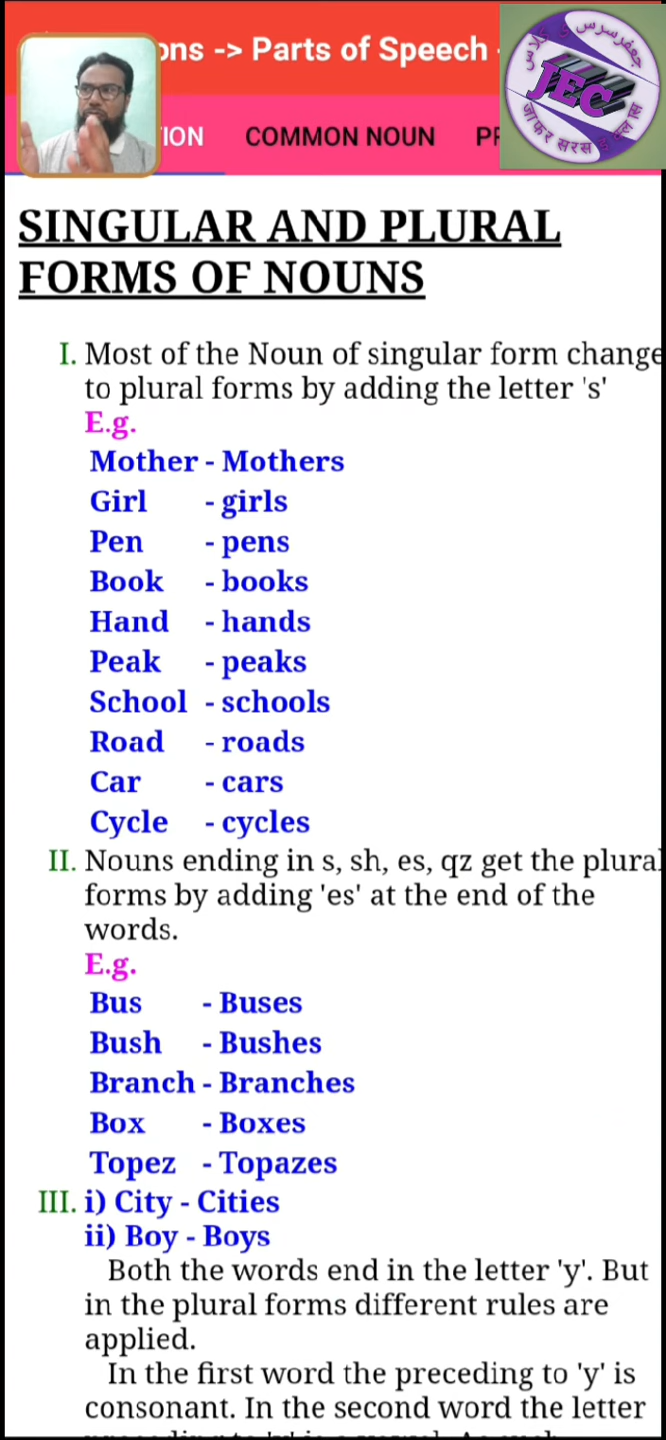 ons -> Parts of Speech
ION COMMON NOUN
جعفر سرس ای کلاس
JEC
SINGULAR AND PLURAL
FORMS OF NOUNS
I. Most of the Noun of singular form change
to plural forms by adding the letter 's'
E.g.
Mother - Mothers
Girl - girls
Pen - pens
Book - books
Hand - hands
Peak - peaks
School - schools
Road - roads
Car - cars
Cycle - cycles
II. Nouns ending in s, sh, es, qz get the plural
forms by adding 'es' at the end of the
words.
E.g.
Bus - Buses
Bush - Bushes
Branch - Branches
Box - Boxes
Topez - Topazes
III. i) City - Cities
ii) Boy - Boys
Both the words end in the letter 'y'. But
in the plural forms different rules are
applied.
In the first word the preceding to 'y' is
consonant. In the second word the letter